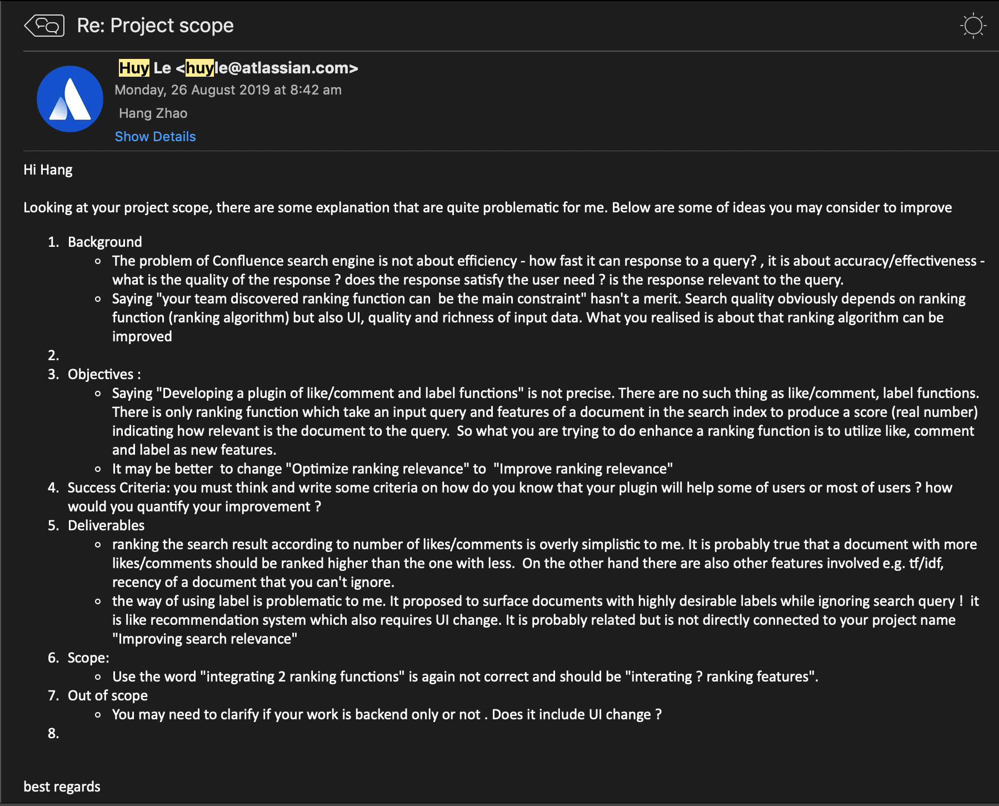 Re: Project scope
Huy Le <huyle@atlassian.com>
Monday, 26 August 2019 at 8:42 am
Hang Zhao
Show Details
Hi Hang
Looking at your project scope, there are some explanation that are quite problematic for me. Below are some of ideas you may consider to improve
1. Background
o The problem of Confluence search engine is not about efficiency - how fast it can response to a query? , it is about accuracy/effectiveness -
what is the quality of the response ? does the response satisfy the user need ? is the response relevant to the query.
o Saying "your team discovered ranking function can  be the main constraint" hasn't a merit. Search quality obviously depends on ranking
function (ranking algorithm) but also UI, quality and richness of input data. What you realised is about that ranking algorithm can be
improved
2.
3. Objectives :
o Saying "Developing a plugin of like/comment and label functions" is not precise. There are no such thing as like/comment, label functions.
There is only ranking function which take an input query and features of a document in the search index to produce a score (real number)
indicating how relevant is the document to the query.  So what you are trying to do enhance a ranking function is to utilize like, comment
and label as new features.
o It may be better  to change "Optimize ranking relevance" to  "Improve ranking relevance"
4. Success Criteria: you must think and write some criteria on how do you know that your plugin will help some of users or most of users ? how
would you quantify your improvement ?
5. Deliverables
o ranking the search result according to number of likes/comments is overly simplistic to me. It is probably true that a document with more
likes/comments should be ranked higher than the one with less.  On the other hand there are also other features involved e.g. tf/idf,
recency of a document that you can't ignore.
o the way of using label is problematic to me. It proposed to surface documents with highly desirable labels while ignoring search query !  it
is like recommendation system which also requires UI change. It is probably related but is not directly connected to your project name
"Improving search relevance"
6. Scope:
o Use the word "integrating 2 ranking functions" is again not correct and should be "interating ? ranking features".
7. Out of scope
o You may need to clarify if your work is backend only or not . Does it include UI change ?
8.
best regards